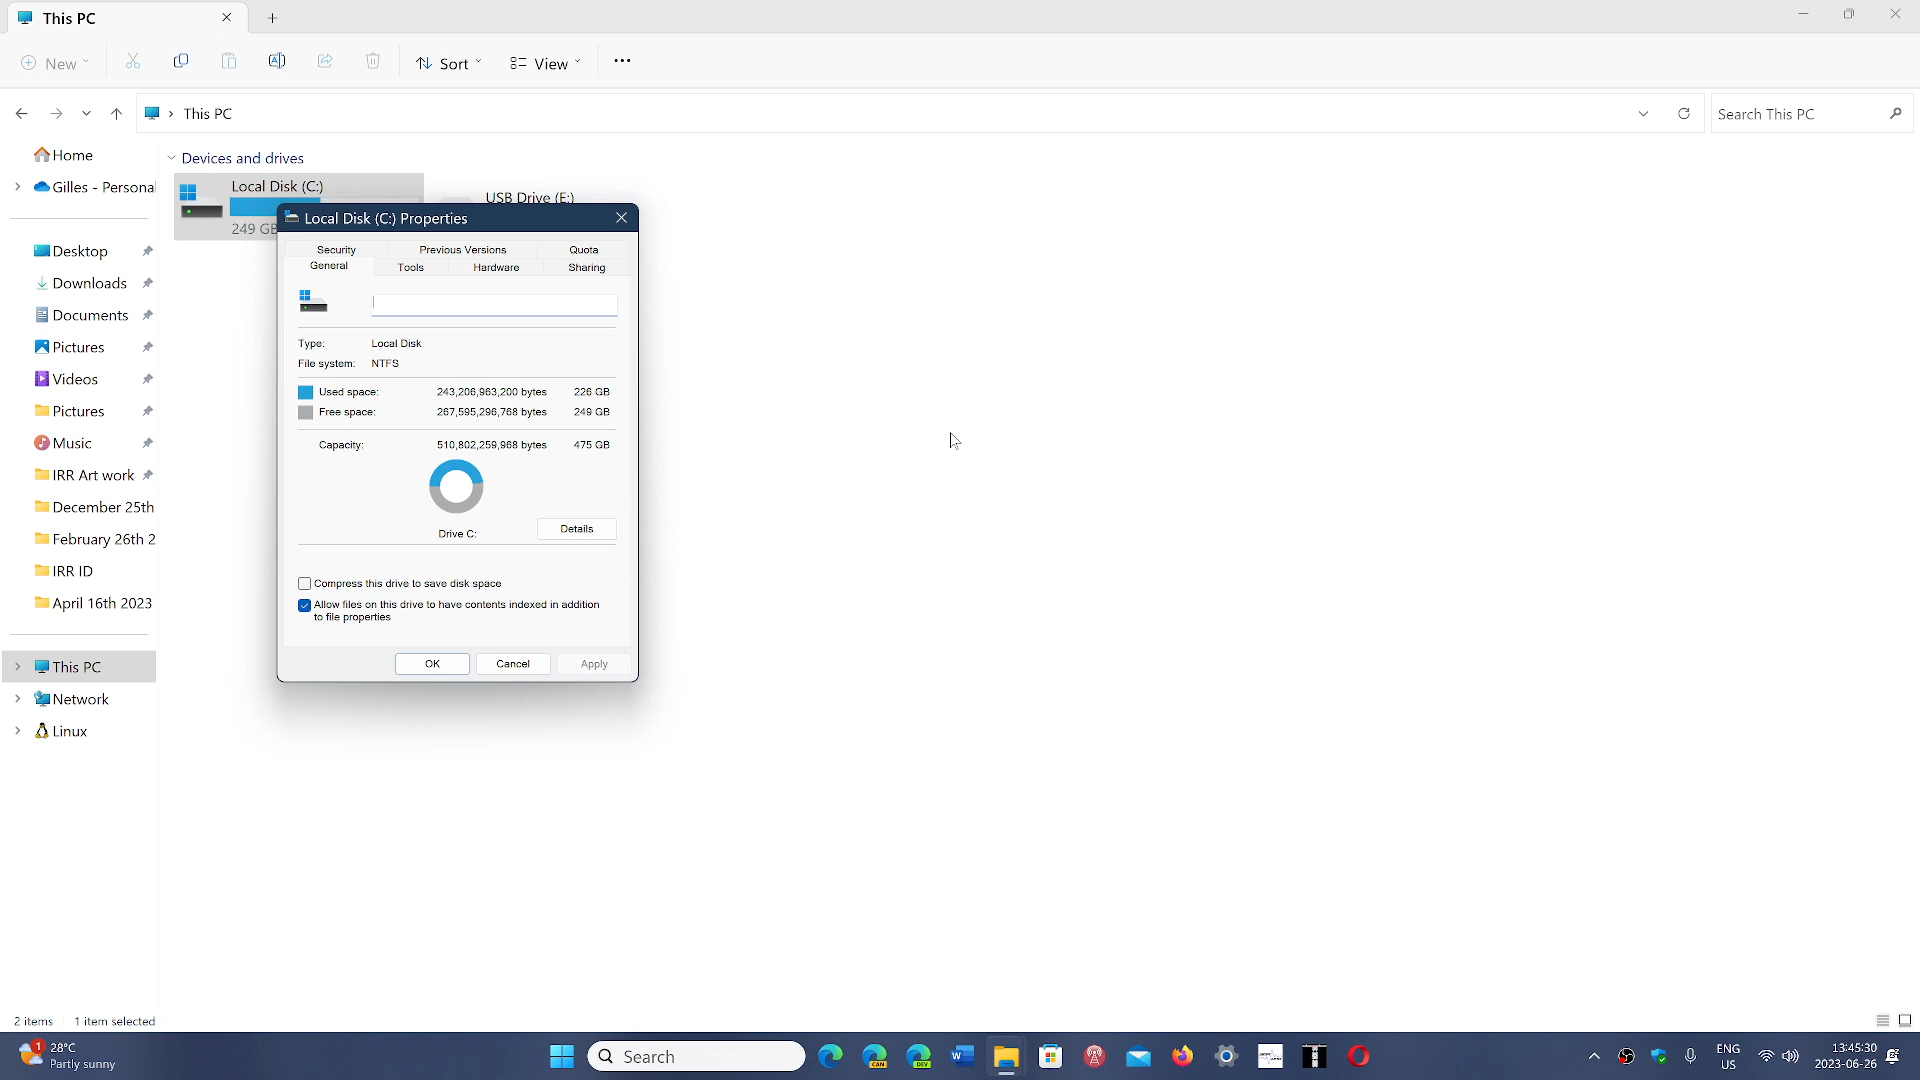 This PC
New
Sort
View
This PC
Search This PC
Home
Gilles - Persona
Desktop
Downloads
Documents
Pictures
Videos
Pictures
Music
IRR Art work
December 25th
February 26th 2
IRR ID
April 16th 2023
This PC
Network
Linux
Devices and drives
Local Disk (C:)
249 GB
USB Drive (E:)
Local Disk (C:) Properties
Security Previous Versions Quota
General Tools Hardware Sharing
Type: Local Disk
File system: NTFS
Used space: 243,206,963,200 bytes 226 GB
Free space: 267,595,296,768 bytes 249 GB
Capacity: 510,802,259,968 bytes 475 GB
Drive C:
Details
Compress this drive to save disk space
Allow files on this drive to have contents indexed in addition
to file properties
OK Cancel Apply
2 items 1 item selected
1
28°C
Partly sunny
Search
CAN
DEV
ENG
US
13:45:30
2023-06-26